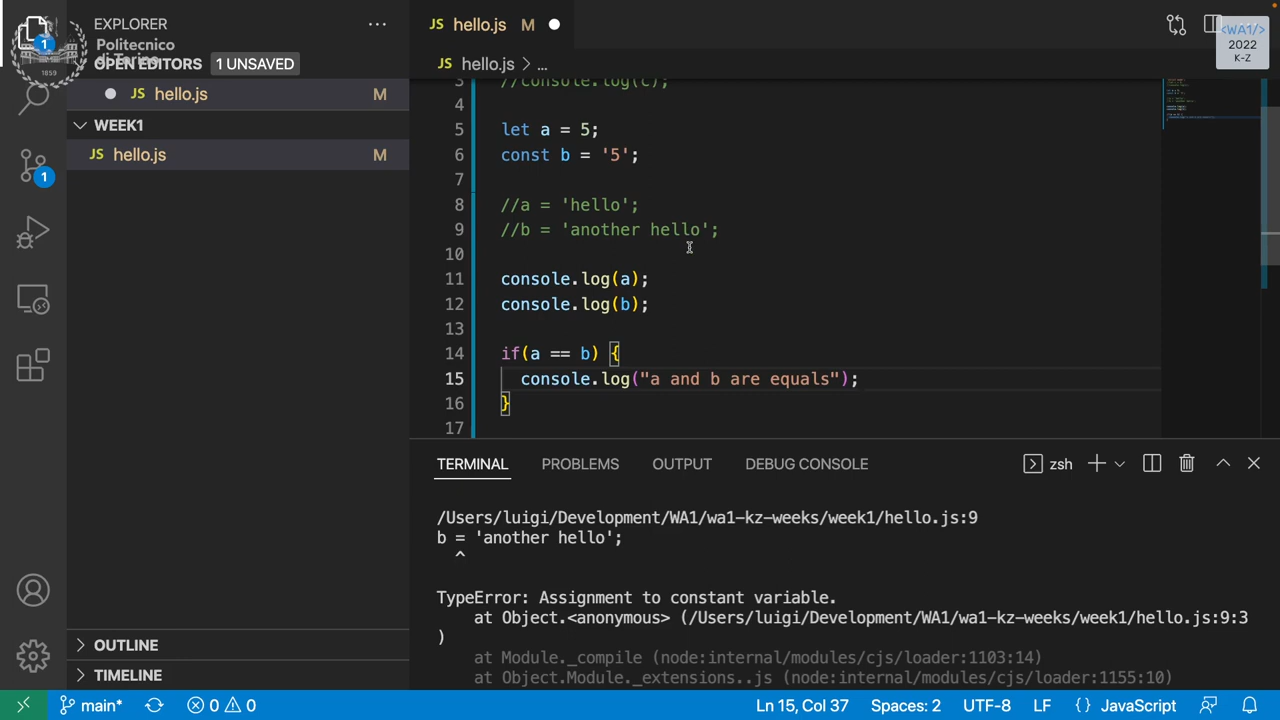 EXPLORER
Politecnico
di Torino
1859
OPEN EDITORS 1 UNSAVED
hello.js M
WEEK1
hello.js M
OUTLINE
TIMELINE
1
1
hello.js M
<WA1/>
2022
K-Z
hello.js > ...
3 //console.log(c);
4
5 let a = 5;
6 const b = '5';
7
8 //a = 'hello';
9 //b = 'another hello';
10
11 console.log(a);
12 console.log(b);
13
14 if(a == b) {
15 console.log("a and b are equals");
16 }
17
TERMINAL PROBLEMS OUTPUT DEBUG CONSOLE zsh
/Users/luigi/Development/WA1/wa1-kz-weeks/week1/hello.js:9
b = 'another hello';
^
TypeError: Assignment to constant variable.
at Object.<anonymous> (/Users/luigi/Development/WA1/wa1-kz-weeks/week1/hello.js:9:3
)
at Module._compile (node:internal/modules/cjs/loader:1103:14)
at Object.Module._extensions..js (node:internal/modules/cjs/loader:1155:10)
main* 0 0 Ln 15, Col 37 Spaces: 2 UTF-8 LF {} JavaScript